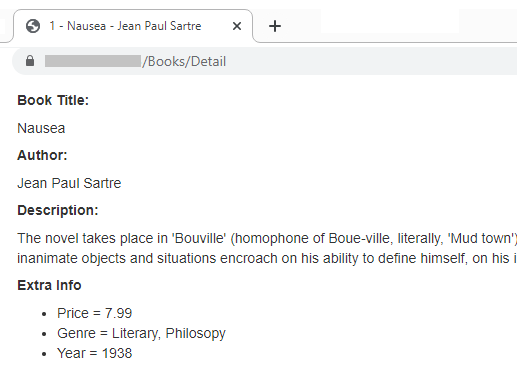 1 - Nausea - Jean Paul Sartre
/Books/Detail
Book Title:
Nausea
Author:
Jean Paul Sartre
Description:
The novel takes place in 'Bouville' (homophone of Boue-ville, literally, 'Mud town')
inanimate objects and situations encroach on his ability to define himself, on his i
Extra Info
• Price = 7.99
• Genre = Literary, Philosopy
• Year = 1938